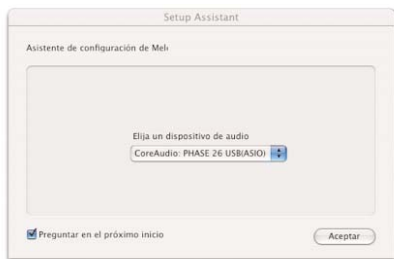 Setup Assistant
Asistente de configuración de Mel
Elija un dispositivo de audio
CoreAudio: PHASE 26 USB(ASIO)
Preguntar en el próximo inicio
Aceptar